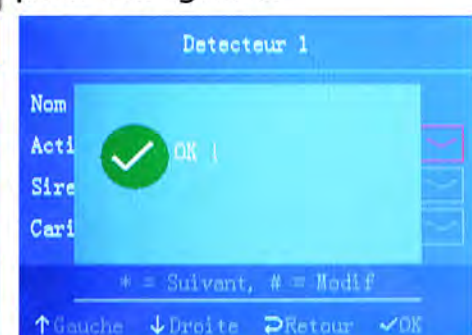 Detecteur 1
Nom
Acti
OK !
Sire
Cari
* = Suivant, # = Modif
↑Gauche ↓Droite Retour ✓OK